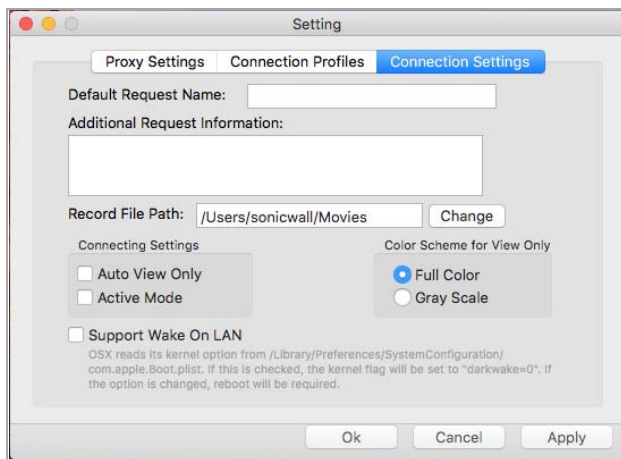 Setting
Proxy Settings Connection Profiles Connection Settings
Default Request Name:
Additional Request Information:
Record File Path: /Users/sonicwall/Movies Change
Connecting Settings Color Scheme for View Only
Auto View Only Full Color
Active Mode Gray Scale
Support Wake On LAN
OSX reads its kernel option from /Library/Preferences/SystemConfiguration/
com.apple.Boot.plist. If this is checked, the kernel flag will be set to "darkwake=0". If
the option is changed, reboot will be required.
Ok Cancel Apply